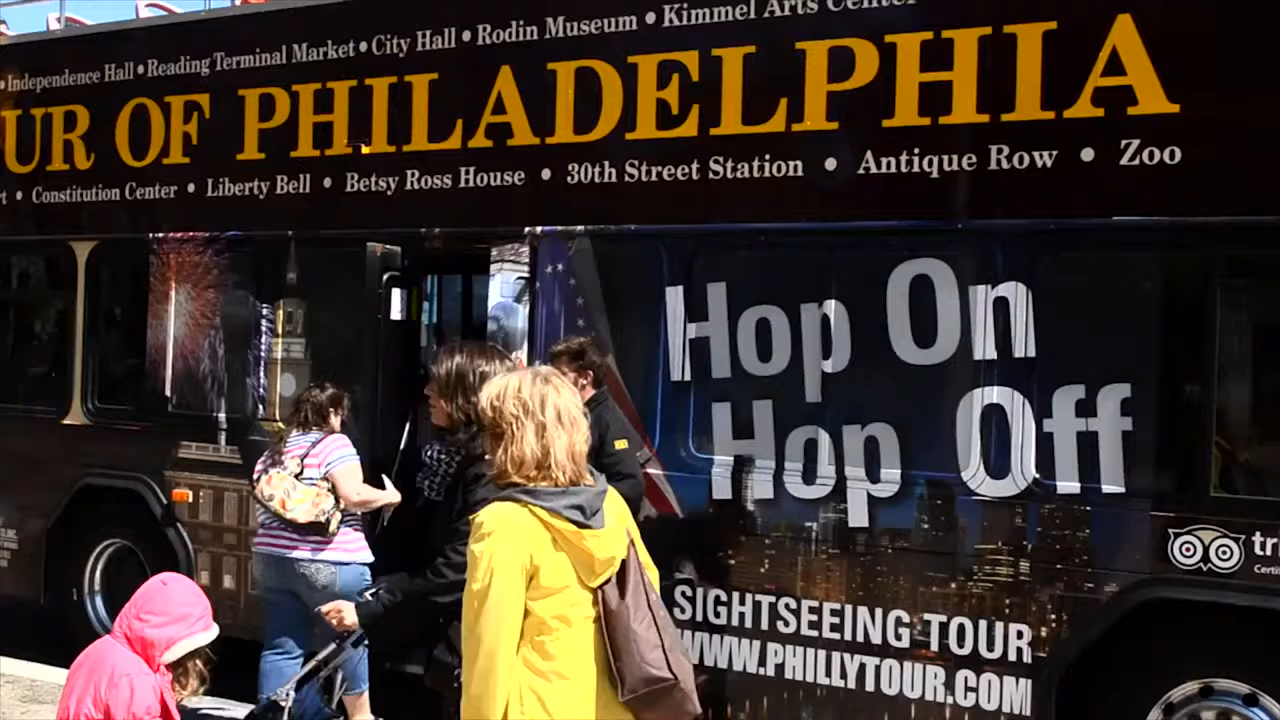 • Independence Hall • Reading Terminal Market • City Hall • Rodin Museum • Kimmel Arts Center
UR OF PHILADELPHIA
• Constitution Center • Liberty Bell • Betsy Ross House • 30th Street Station • Antique Row • Zoo
Hop On
Hop Off
SIGHTSEEING TOUR
WWW.PHILLYTOUR.COM